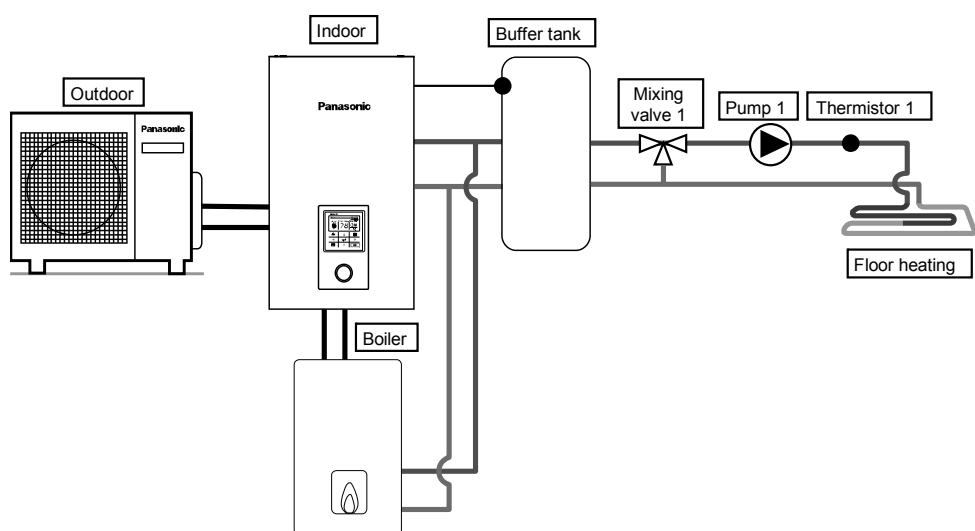 Indoor
Buffer tank
Outdoor
Panasonic
Panasonic
Mixing
valve 1
Pump 1
Thermistor 1
Floor heating
Boiler